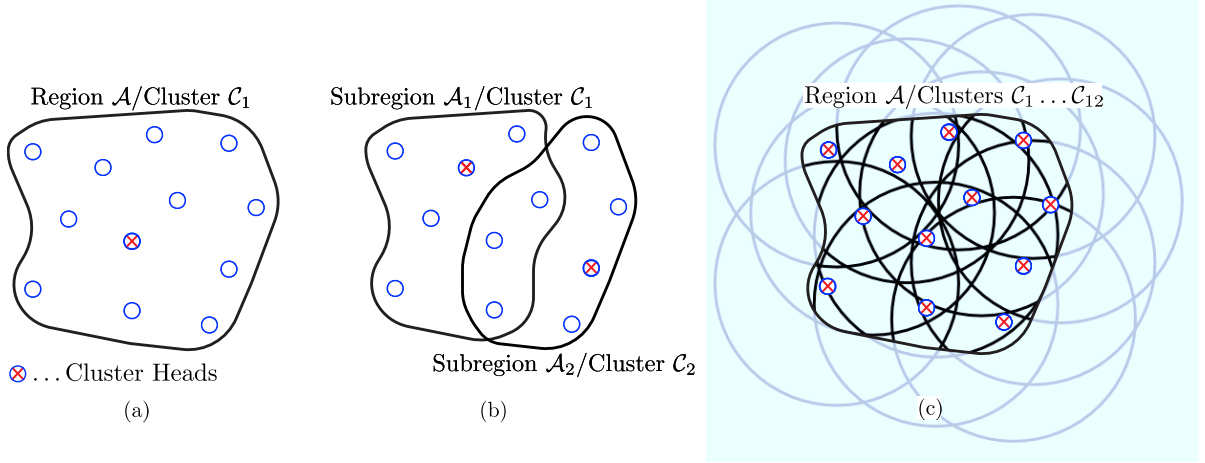 Region 𝒜/Cluster 𝒞₁
Subregion 𝒜₁/Cluster 𝒞₁
Region 𝒜/Clusters 𝒞₁ … 𝒞₁₂
Subregion 𝒜₂/Cluster 𝒞₂
… Cluster Heads
(a)
(b)
(c)